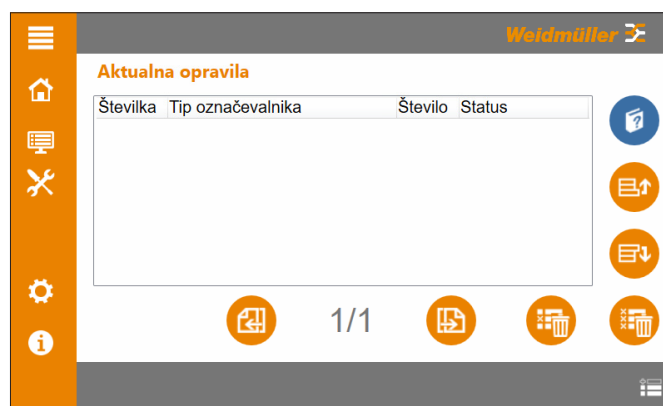 Weidmüller
Aktualna opravila
Številka Tip označevalnika Število Status
1/1